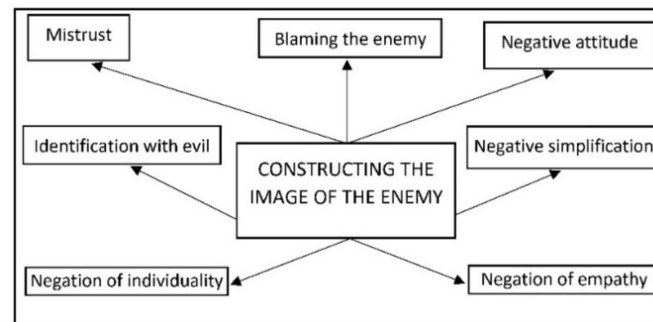 Mistrust
Blaming the enemy
Negative attitude
Identification with evil
CONSTRUCTING THE
IMAGE OF THE ENEMY
Negative simplification
Negation of individuality
Negation of empathy